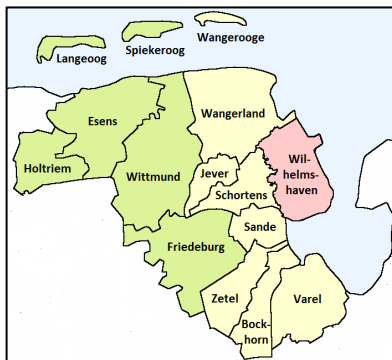 Wangerooge
Spiekeroog
Langeoog
Wangerland
Esens
Wil-
helms-
haven
Holtriem
Wittmund
Jever
Schortens
Sande
Friedeburg
Zetel
Varel
Bock-
horn